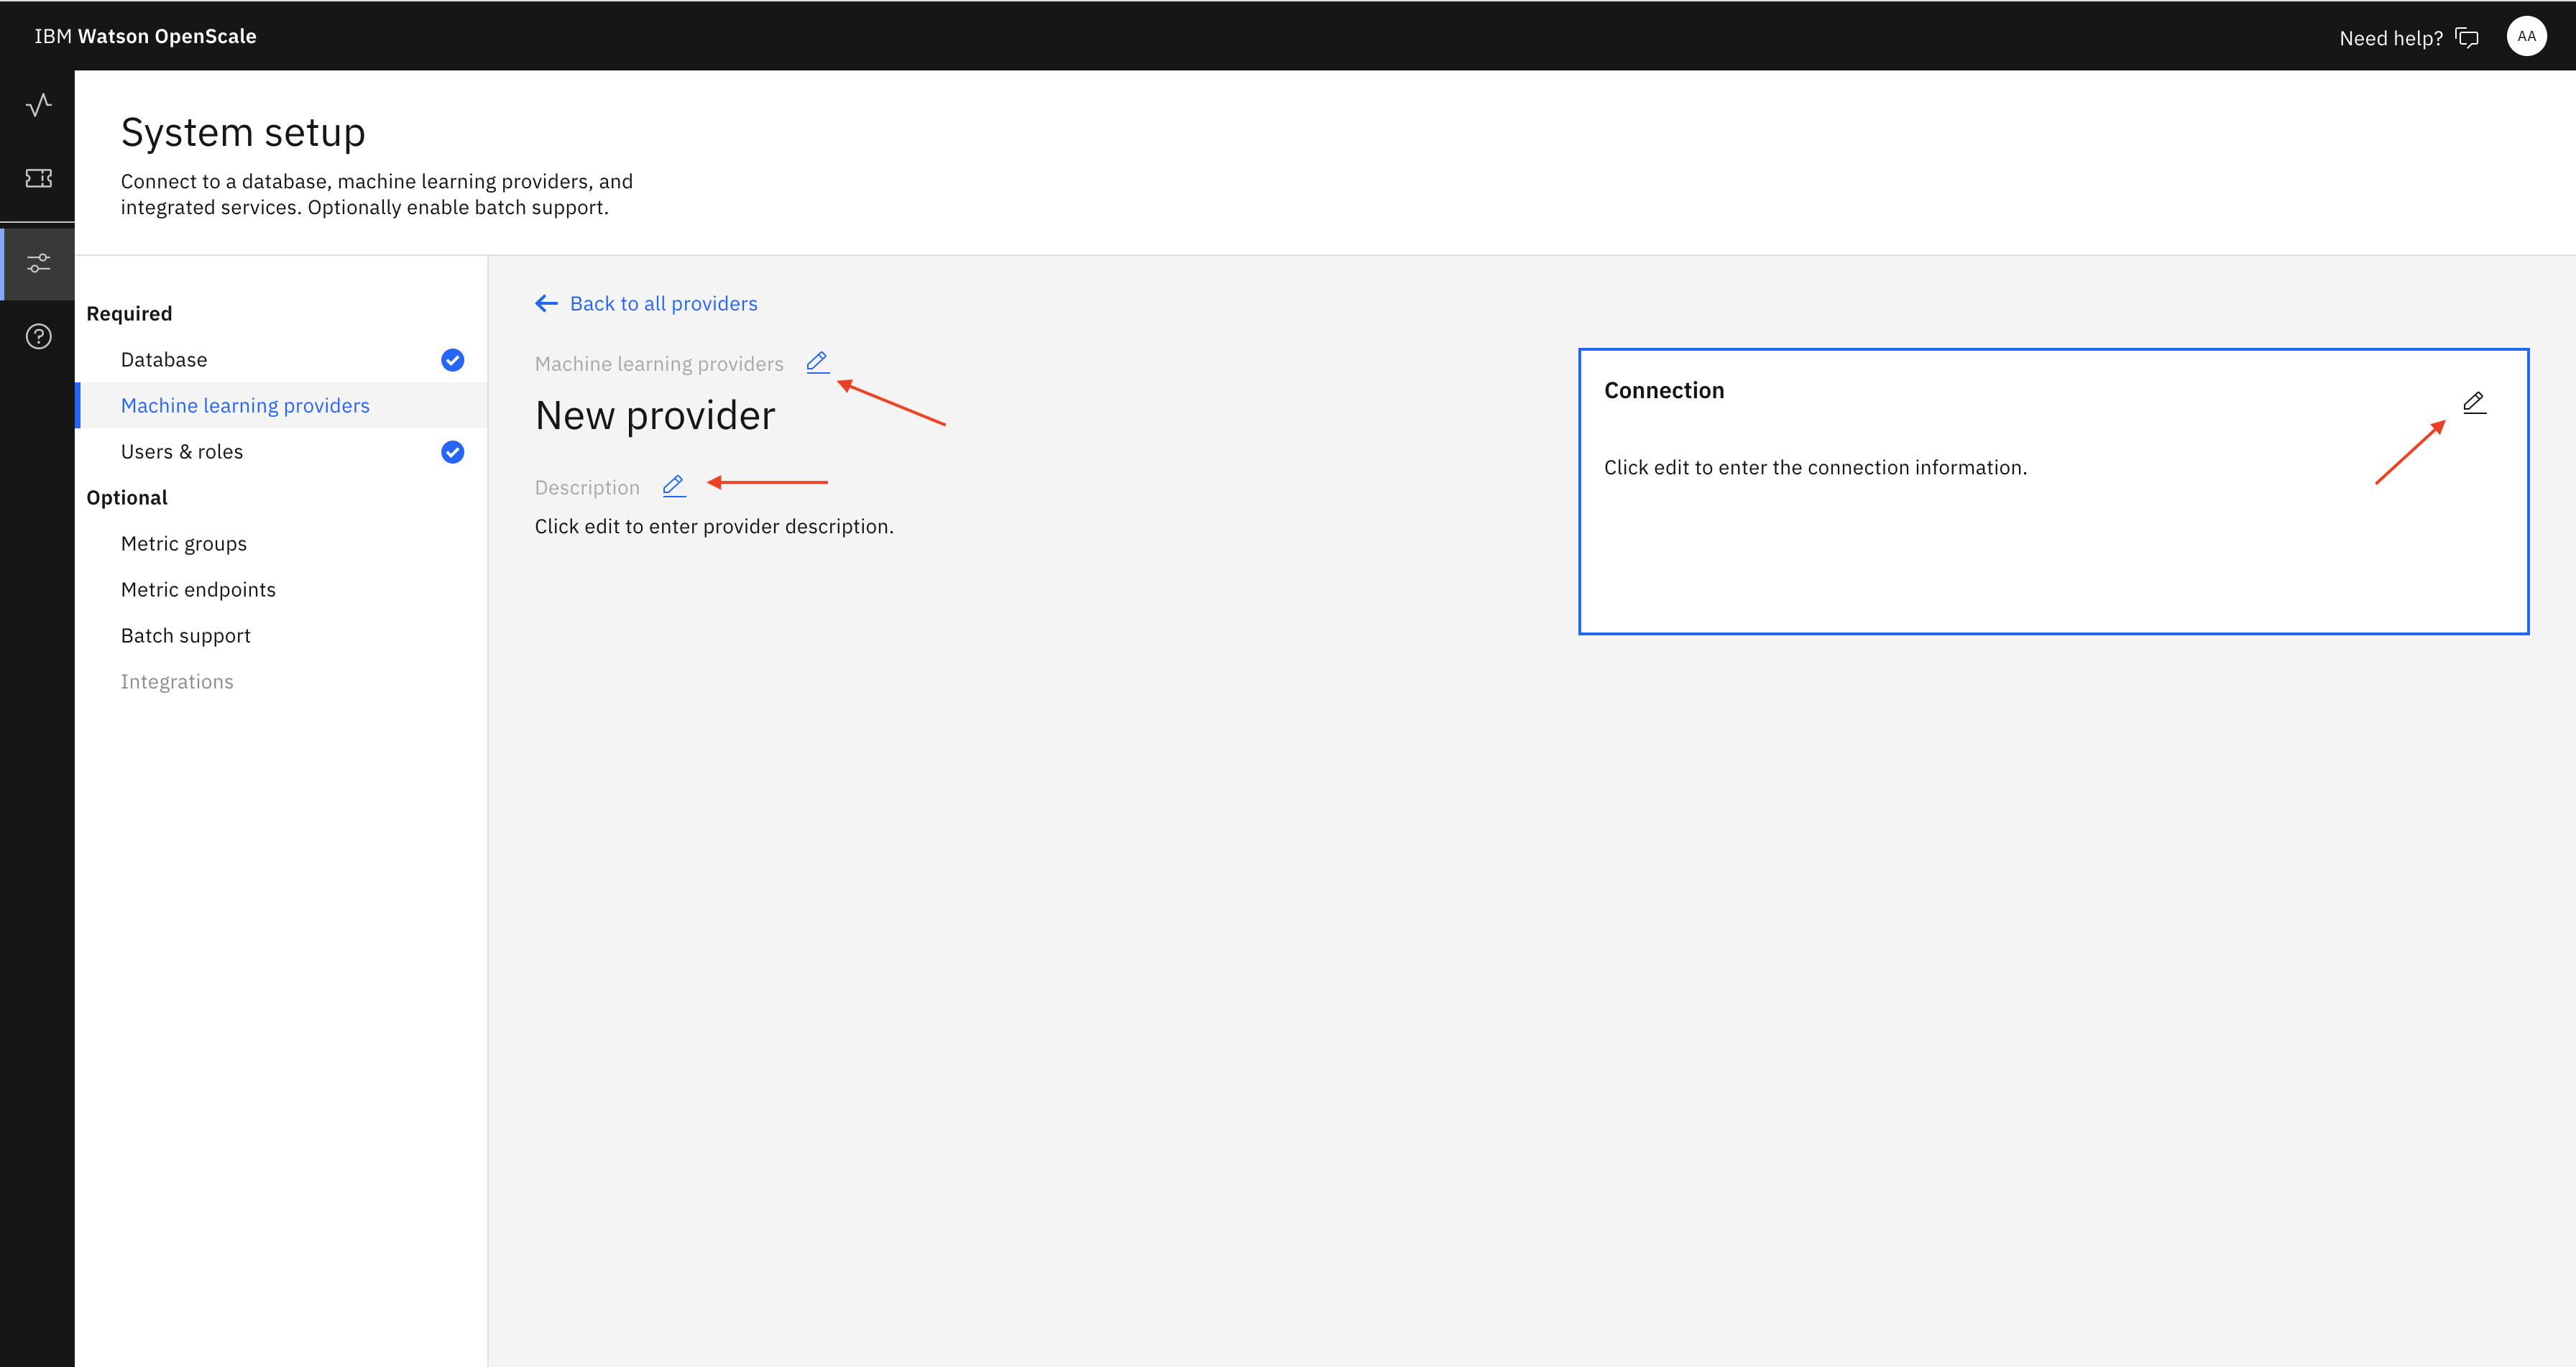 IBM Watson OpenScale
Need help?
AA
System setup
Connect to a database, machine learning providers, and
integrated services. Optionally enable batch support.
Required
Database
Machine learning providers
Users & roles
Optional
Metric groups
Metric endpoints
Batch support
Integrations
Back to all providers
Machine learning providers
New provider
Description
Click edit to enter provider description.
Connection
Click edit to enter the connection information.